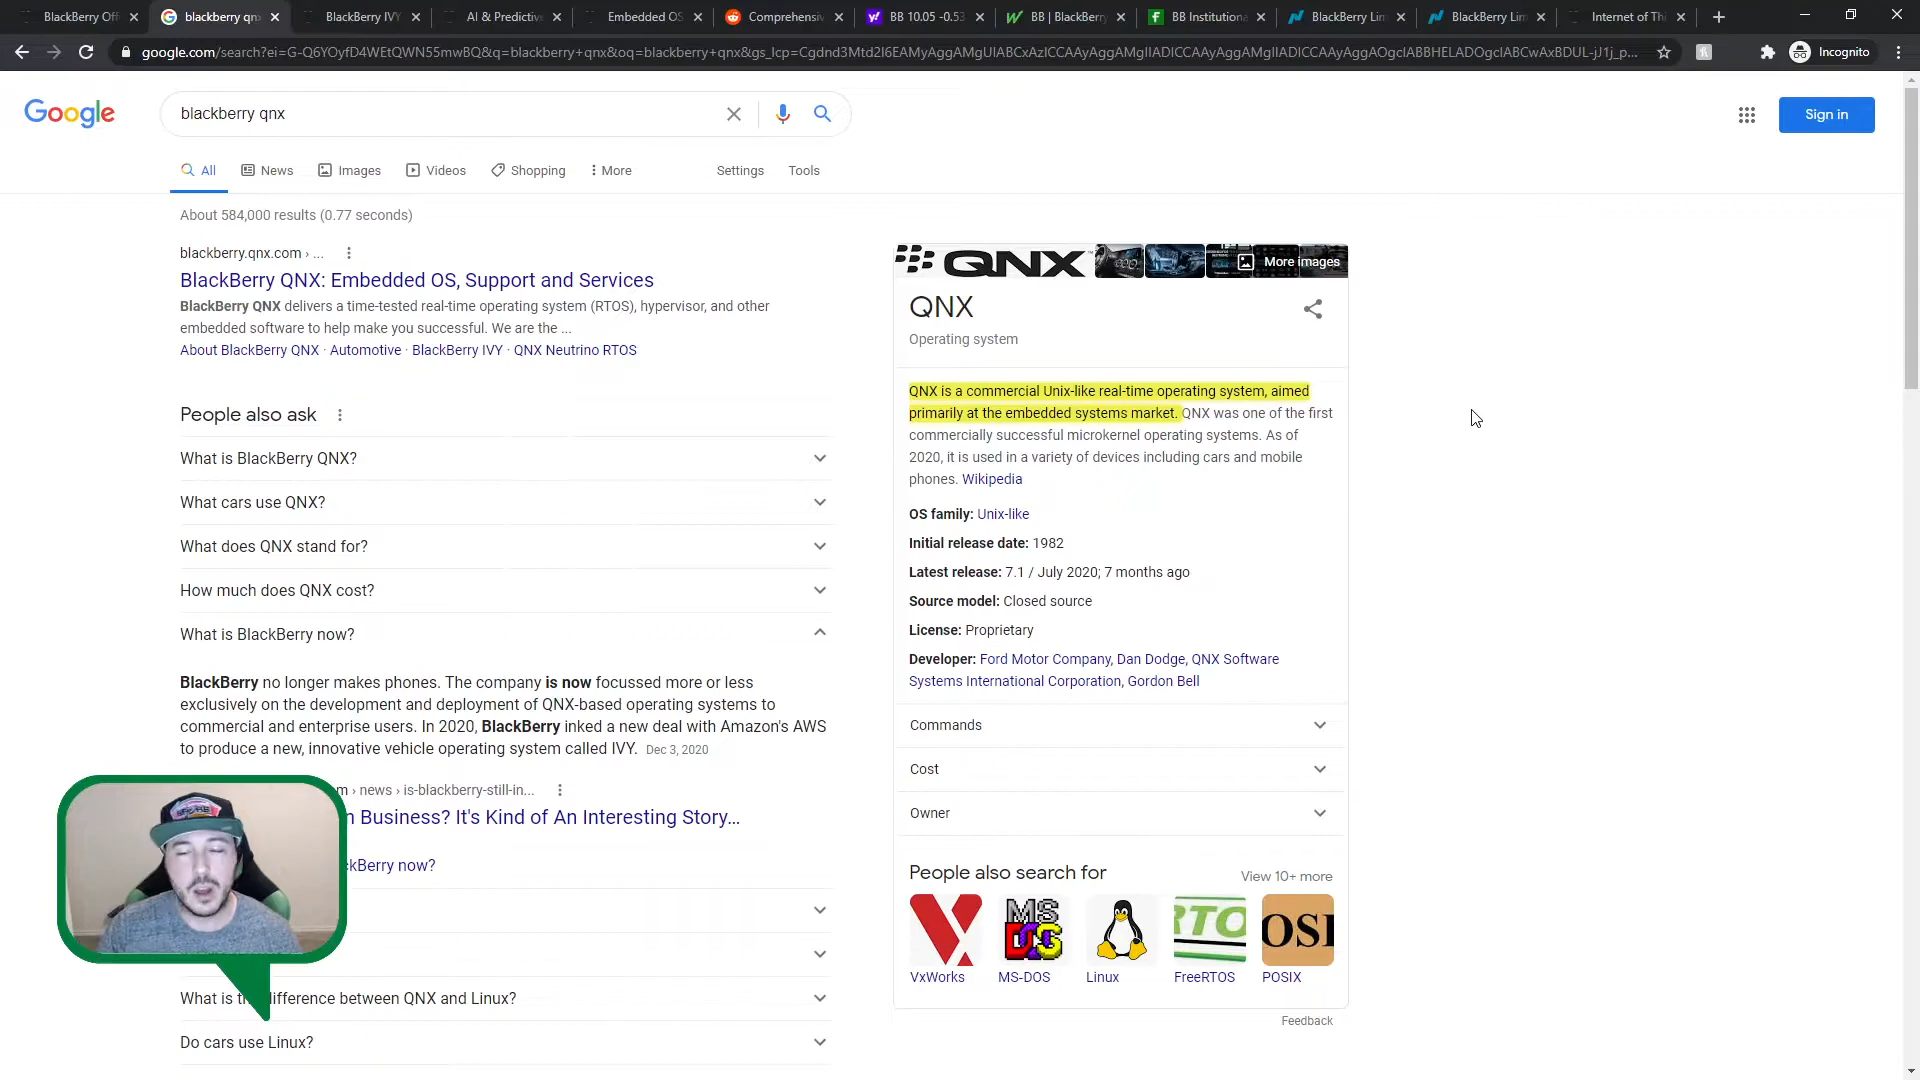 BlackBerry Off
blackberry qnx
BlackBerry IVY
AI & Predictiv
Embedded OS
Comprehensiv
BB 10.05 -0.53
BB | BlackBerry
BB Institutiona
BlackBerry Lim
BlackBerry Lim
Internet of Thi
google.com/search?ei=G-Q6YOyfD4WEtQWN55mwBQ&q=blackberry+qnx&oq=blackberry+qnx&gs_lcp=
Incognito
Google
blackberry qnx
Sign in
All
News
Images
Videos
Shopping
More
Settings
Tools
About 584,000 results (0.77 seconds)
blackberry.qnx.com › ...
BlackBerry QNX: Embedded OS, Support and Services
BlackBerry QNX delivers a time-tested real-time operating system (RTOS), hypervisor, and other
embedded software to help make you successful. We are the ...
About BlackBerry QNX · Automotive · BlackBerry IVY · QNX Neutrino RTOS
People also ask
What is BlackBerry QNX?
What cars use QNX?
What does QNX stand for?
How much does QNX cost?
What is BlackBerry now?
BlackBerry no longer makes phones. The company is now focussed more or less
exclusively on the development and deployment of QNX-based operating systems to
commercial and enterprise users. In 2020, BlackBerry inked a new deal with Amazon's AWS
to produce a new, innovative vehicle operating system called IVY. Dec 3, 2020
m › news › is-blackberry-still-in...
n Business? It's Kind of An Interesting Story...
kBerry now?
What is t ifference between QNX and Linux?
Do cars use Linux?
QNX
More images
QNX
Operating system
QNX is a commercial Unix-like real-time operating system, aimed
primarily at the embedded systems market. QNX was one of the first
commercially successful microkernel operating systems. As of
2020, it is used in a variety of devices including cars and mobile
phones. Wikipedia
OS family: Unix-like
Initial release date: 1982
Latest release: 7.1 / July 2020; 7 months ago
Source model: Closed source
License: Proprietary
Developer: Ford Motor Company, Dan Dodge, QNX Software
Systems International Corporation, Gordon Bell
Commands
Cost
Owner
People also search for
View 10+ more
MS
RTO
OSI
VxWorks
MS-DOS
Linux
FreeRTOS
POSIX
Feedback